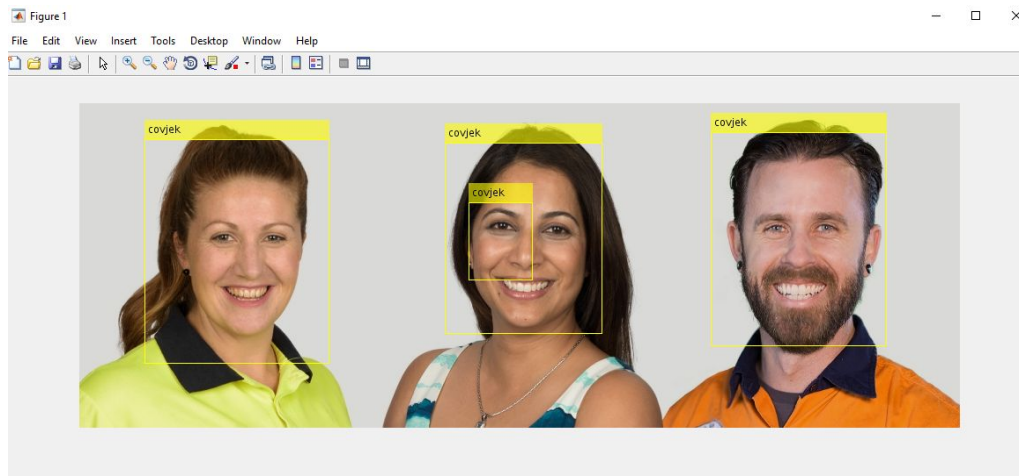 Figure 1
File Edit View Insert Tools Desktop Window Help
covjek
covjek
covjek
covjek